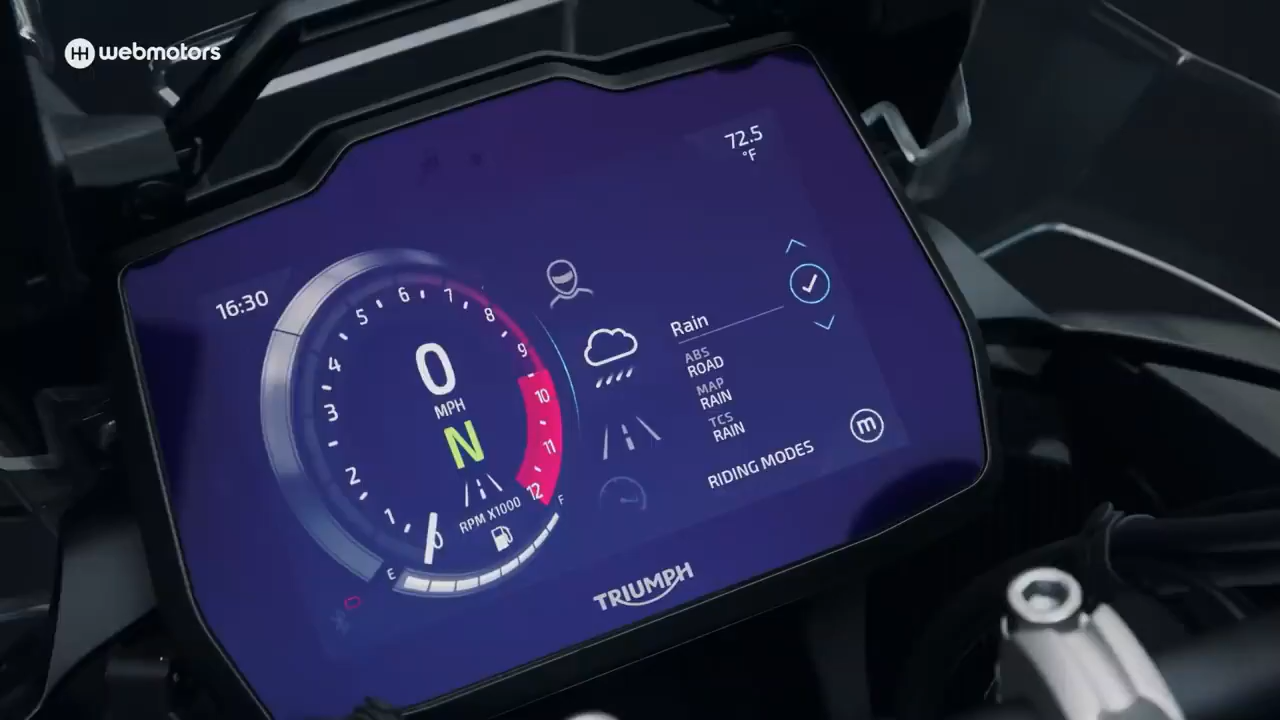 webmotors
72.5
°F
16:30
1
2
3
4
5
6
7
8
9
10
11
12
0
MPH
N
RPM X1000
0
E
F
Rain
ABS
ROAD
MAP
RAIN
TCS
RAIN
RIDING MODES
m
TRIUMPH